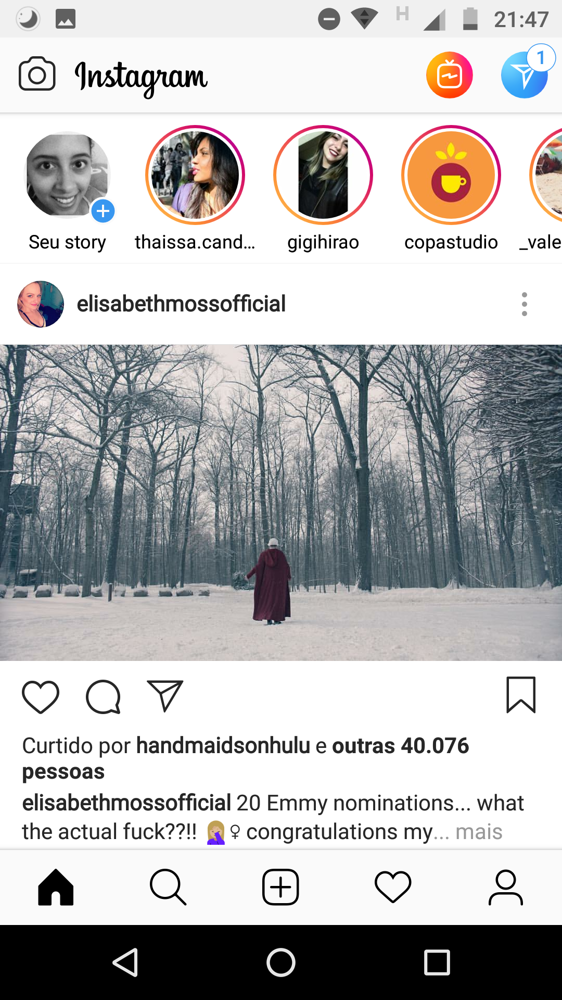 H 21:47
Instagram 1
Seu story thaissa.cand... gigihirao copastudio _vale
elisabethmossofficial
Curtido por handmaidsonhulu e outras 40.076
pessoas
elisabethmossofficial 20 Emmy nominations... what
the actual fuck??!! 🤦🏼♀ congratulations my... mais